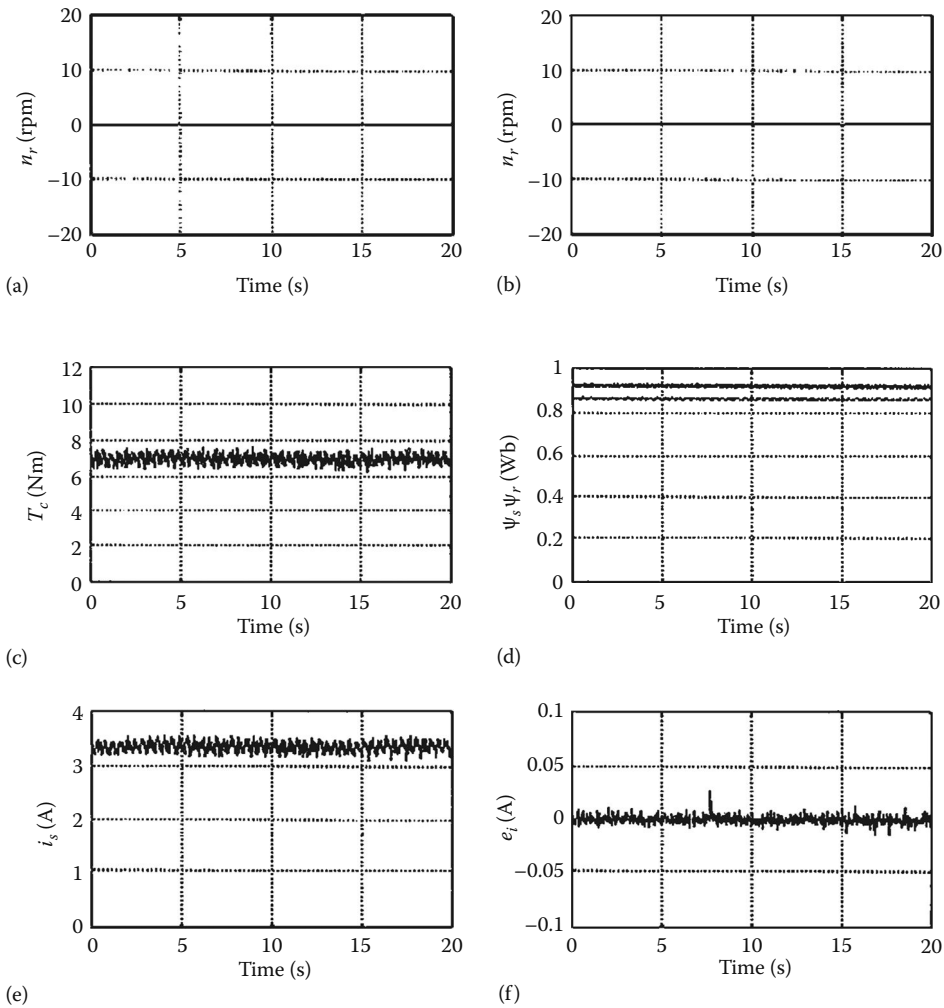 20
10
0
−10
−20
n_r (rpm)
0 5 10 15 20
Time (s)
(a)
20
10
0
−10
−20
n_r (rpm)
0 5 10 15 20
Time (s)
(b)
12
10
8
6
4
2
0
T_c (Nm)
0 5 10 15 20
Time (s)
(c)
1
0.8
0.6
0.4
0.2
0
ψ_s ψ_r (Wb)
0 5 10 15 20
Time (s)
(d)
4
3
2
1
0
i_s (A)
0 5 10 15 20
Time (s)
(e)
0.1
0.05
0
−0.05
−0.1
e_i (A)
0 5 10 15 20
Time (s)
(f)